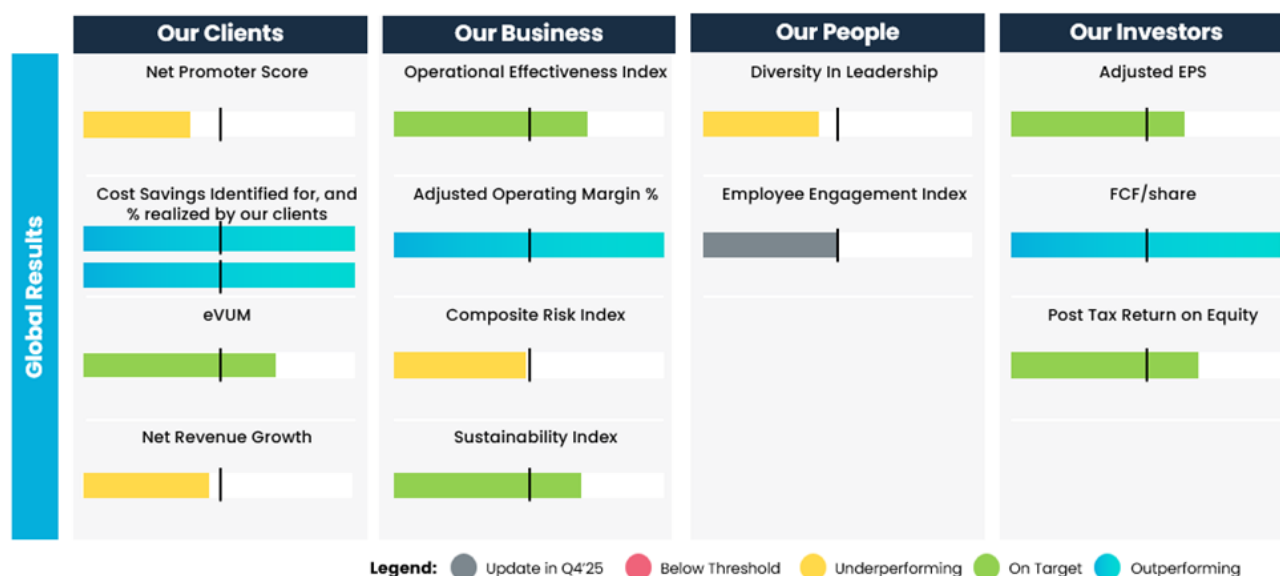 Our Clients
Our Business
Our People
Our Investors
Global Results
Net Promoter Score
Operational Effectiveness Index
Diversity In Leadership
Adjusted EPS
Cost Savings Identified for, and
% realized by our clients
Adjusted Operating Margin %
Employee Engagement Index
FCF/share
eVUM
Composite Risk Index
Post Tax Return on Equity
Net Revenue Growth
Sustainability Index
Legend: Update in Q4'25 Below Threshold Underperforming On Target Outperforming